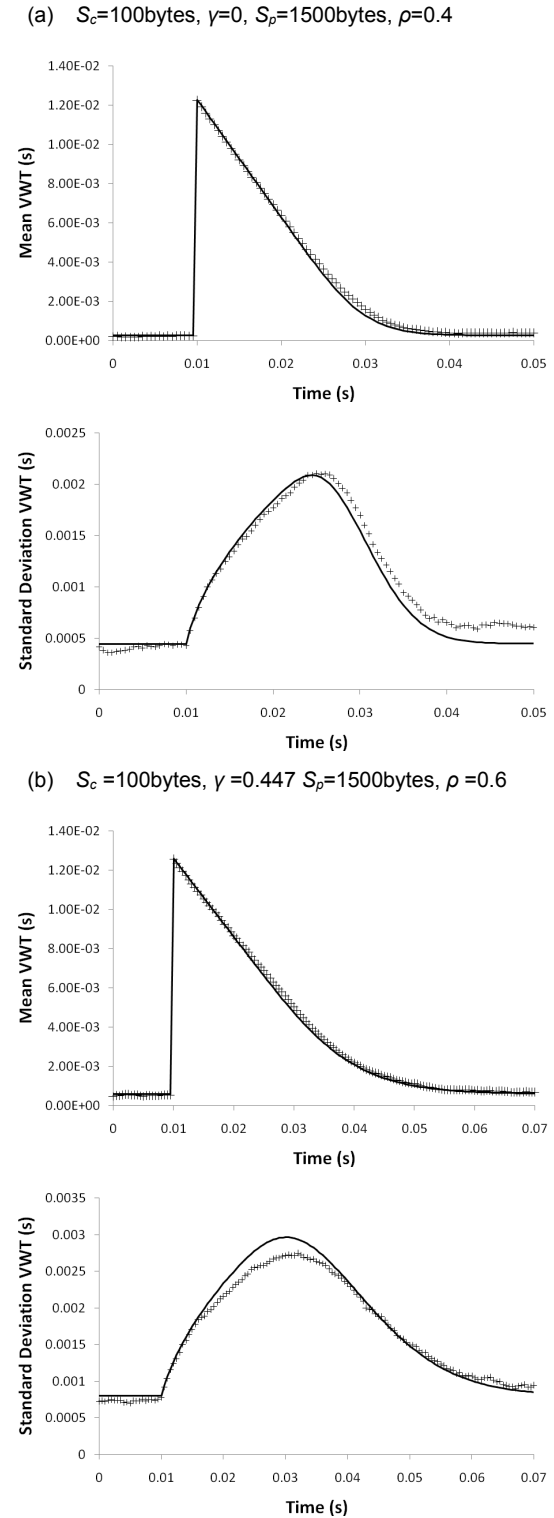 (a) S_c=100bytes, γ=0, S_p=1500bytes, ρ=0.4
Mean VWT (s)
1.40E-02
1.20E-02
1.00E-02
8.00E-03
6.00E-03
4.00E-03
2.00E-03
0.00E+00
0 0.01 0.02 0.03 0.04 0.05
Time (s)
Standard Deviation VWT (s)
0.0025
0.002
0.0015
0.001
0.0005
0
0 0.01 0.02 0.03 0.04 0.05
Time (s)
(b) S_c =100bytes, γ =0.447 S_p=1500bytes, ρ =0.6
Mean VWT (s)
1.40E-02
1.20E-02
1.00E-02
8.00E-03
6.00E-03
4.00E-03
2.00E-03
0.00E+00
0 0.01 0.02 0.03 0.04 0.05 0.06 0.07
Time (s)
Standard Deviation VWT (s)
0.0035
0.003
0.0025
0.002
0.0015
0.001
0.0005
0
0 0.01 0.02 0.03 0.04 0.05 0.06 0.07
Time (s)